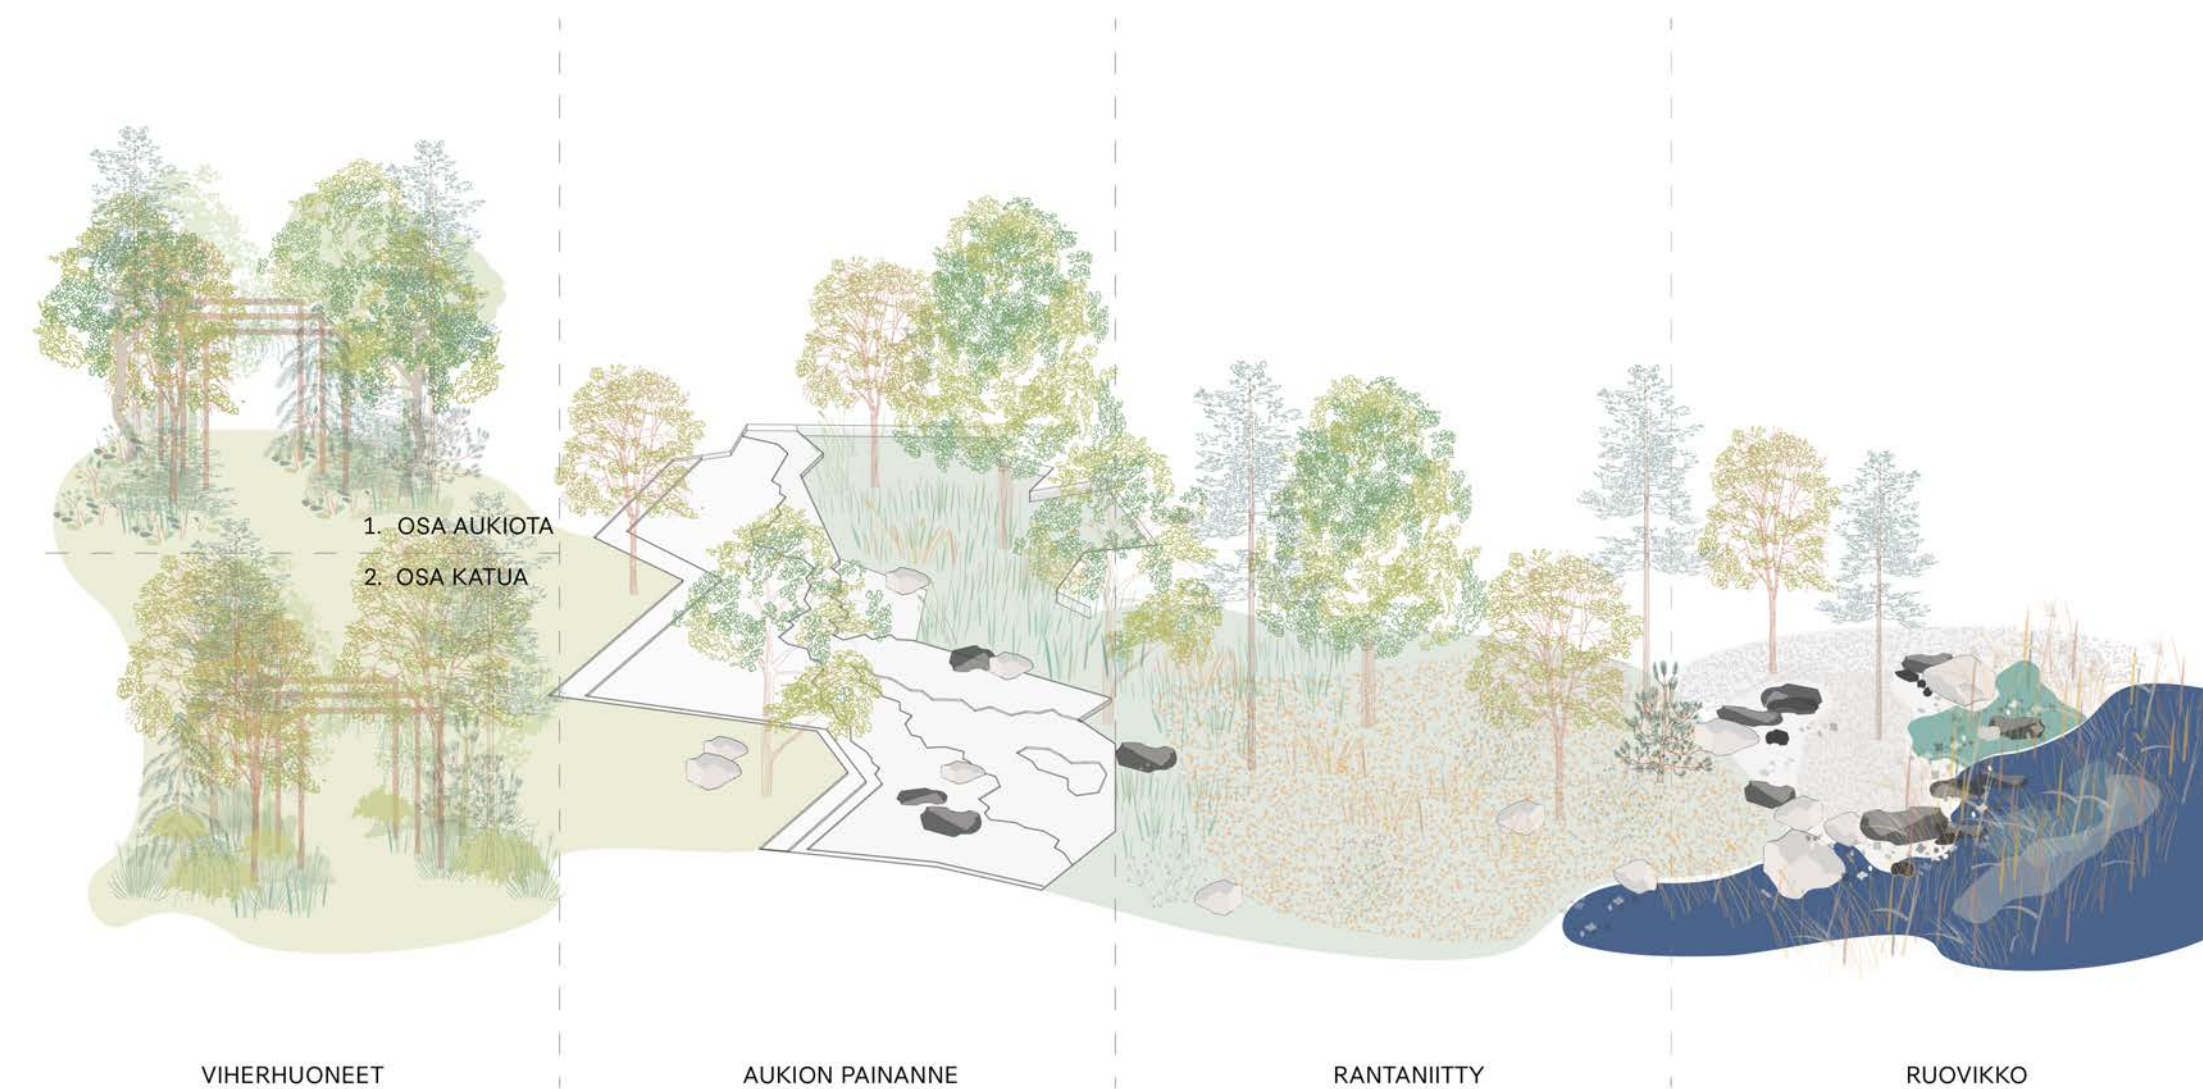 1. OSA AUKIOTA
2. OSA KATUA
VIHERHUONEET
AUKION PAINANNE
RANTANIITTY
RUOVIKKO